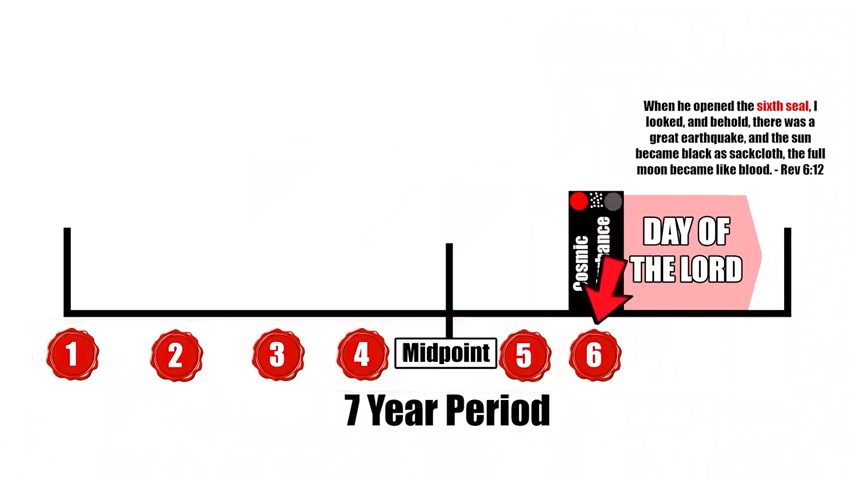 When he opened the sixth seal, I
looked, and behold, there was a
great earthquake, and the sun
became black as sackcloth, the full
moon became like blood. - Rev 6:12
Cosmic
DAY OF
THE LORD
1
2
3
4
Midpoint
5
6
7 Year Period